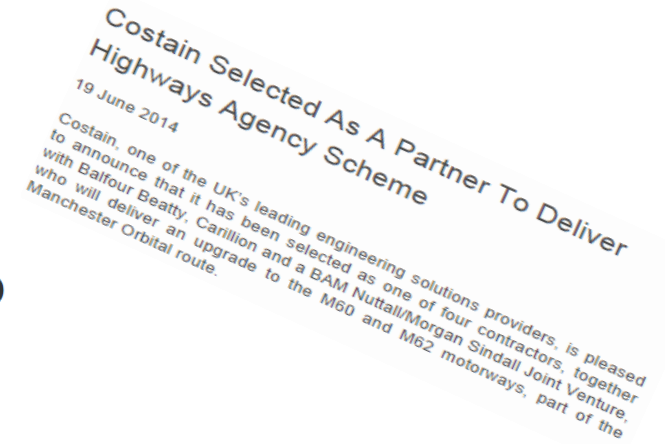 Costain Selected As A Partner To Deliver
Highways Agency Scheme
19 June 2014
Costain, one of the UK's leading engineering solutions providers, is pleased
to announce that it has been selected as one of four contractors, together
with Balfour Beatty, Carillion and a BAM Nuttall/Morgan Sindall Joint Venture,
who will deliver an upgrade to the M60 and M62 motorways, part of the
Manchester Orbital route.